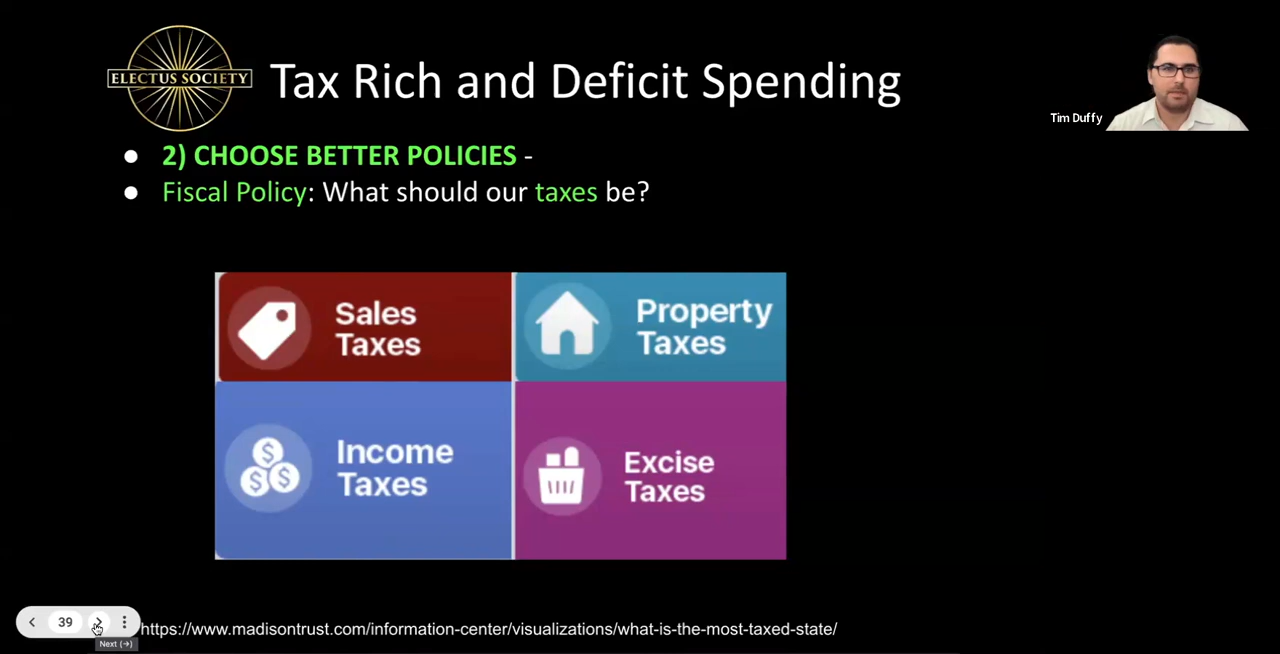 ELECTUS SOCIETY
Tax Rich and Deficit Spending
Tim Duffy
● 2) CHOOSE BETTER POLICIES -
● Fiscal Policy: What should our taxes be?
Sales
Taxes
Property
Taxes
$
$ $
Income
Taxes
Excise
Taxes
39
Next (→)
https://www.madisontrust.com/information-center/visualizations/what-is-the-most-taxed-state/